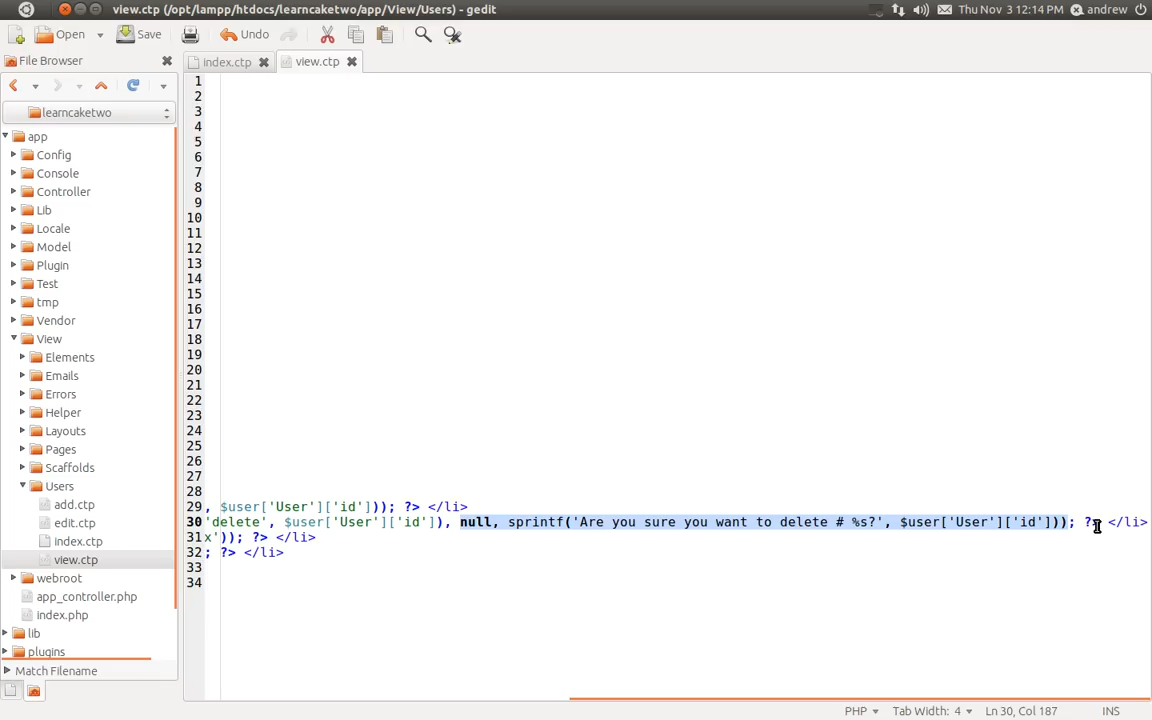 view.ctp (/opt/lampp/htdocs/learncaketwo/app/View/Users) - gedit
Thu Nov 3 12:14 PM
andrew
Open
Save
Undo
File Browser
index.ctp
view.ctp
learncaketwo
app
Config
Console
Controller
Lib
Locale
Model
Plugin
Test
tmp
Vendor
View
Elements
Emails
Errors
Helper
Layouts
Pages
Scaffolds
Users
add.ctp
edit.ctp
index.ctp
view.ctp
webroot
app_controller.php
index.php
lib
plugins
Match Filename
1
2
3
4
5
6
7
8
9
10
11
12
13
14
15
16
17
18
19
20
21
22
23
24
25
26
27
28
29 , $user['User']['id'])); ?> </li>
30 'delete', $user['User']['id']), null, sprintf('Are you sure you want to delete # %s?', $user['User']['id'])); ?> </li>
31 x')); ?> </li>
32 ; ?> </li>
33
34
PHP
Tab Width: 4
Ln 30, Col 187
INS